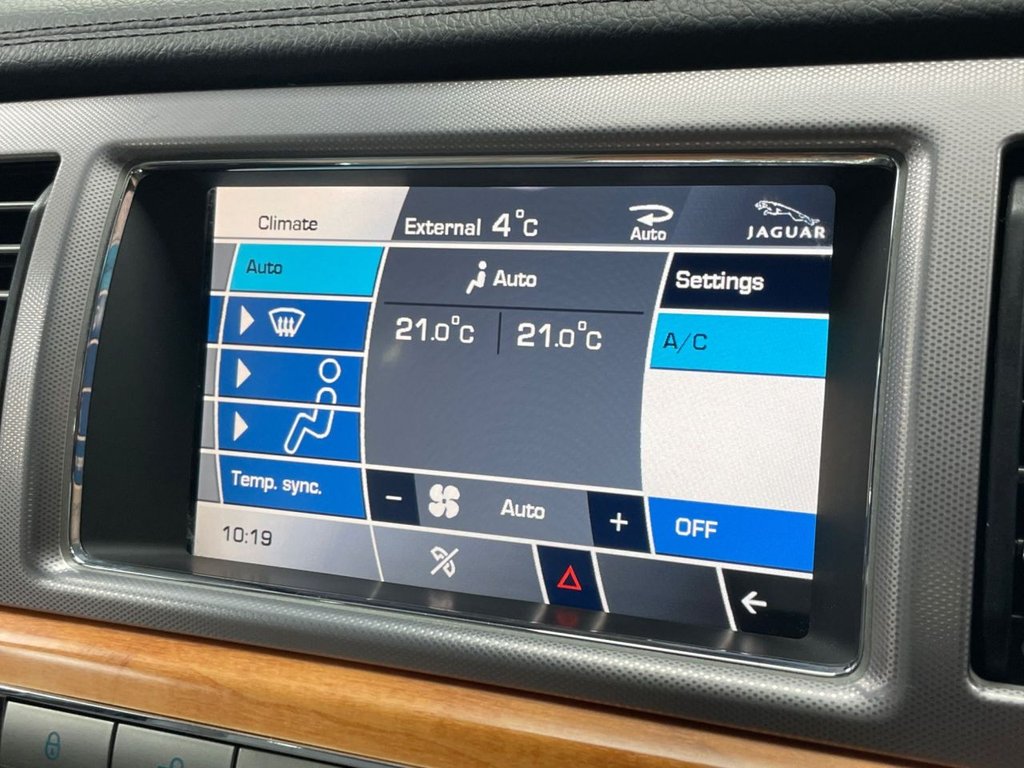 Climate
External 4°C
Auto
JAGUAR
Auto
Auto
Settings
21.0°C
21.0°C
A/C
Temp. sync.
- Auto +
OFF
10:19